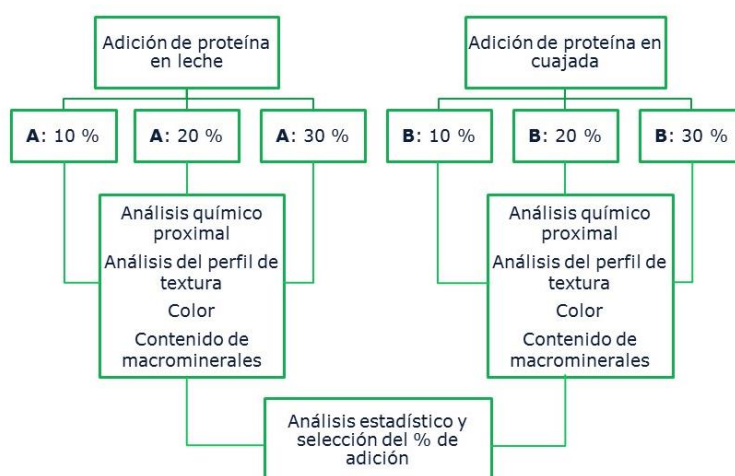 Adición de proteína
en leche
Adición de proteína en
cuajada
A: 10 %
A: 20 %
A: 30 %
B: 10 %
B: 20 %
B: 30 %
Análisis químico
proximal
Análisis del perfil de
textura
Color
Contenido de
macrominerales
Análisis químico
proximal
Análisis del perfil de
textura
Color
Contenido de
macrominerales
Análisis estadístico y
selección del % de
adición